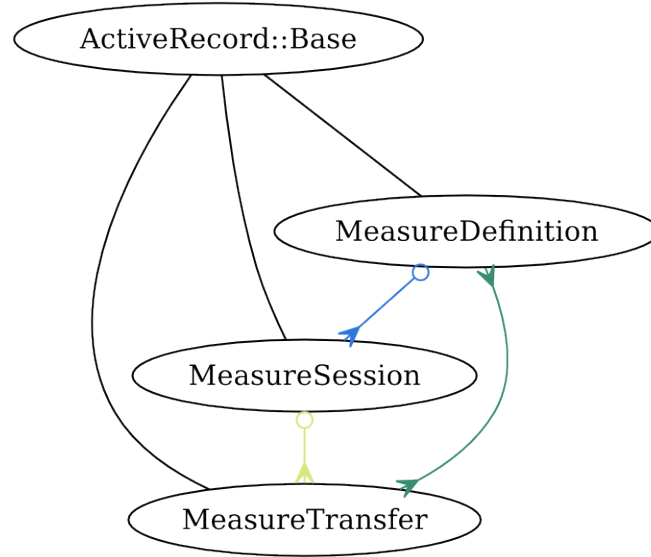 ActiveRecord::Base
MeasureDefinition
MeasureSession
MeasureTransfer